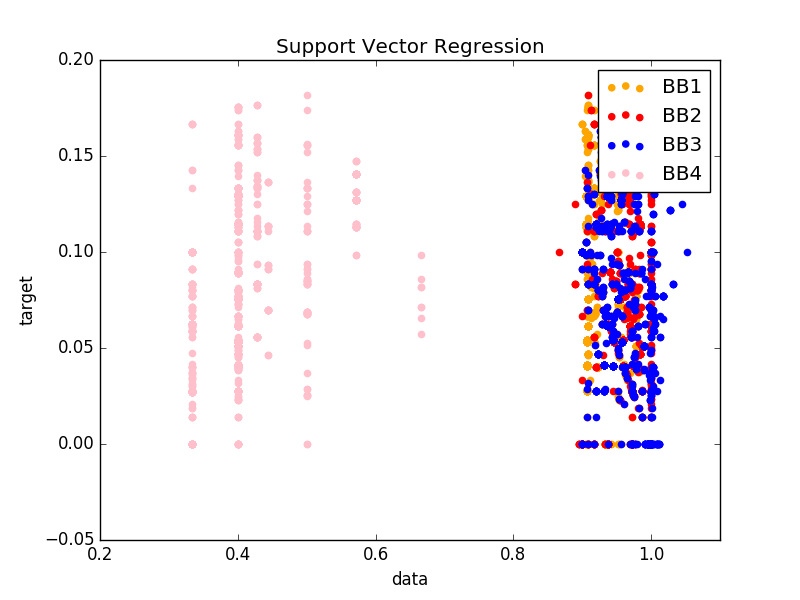 Support Vector Regression
0.20
0.15
0.10
0.05
0.00
−0.05
target
BB1
BB2
BB3
BB4
0.2 0.4 0.6 0.8 1.0
data